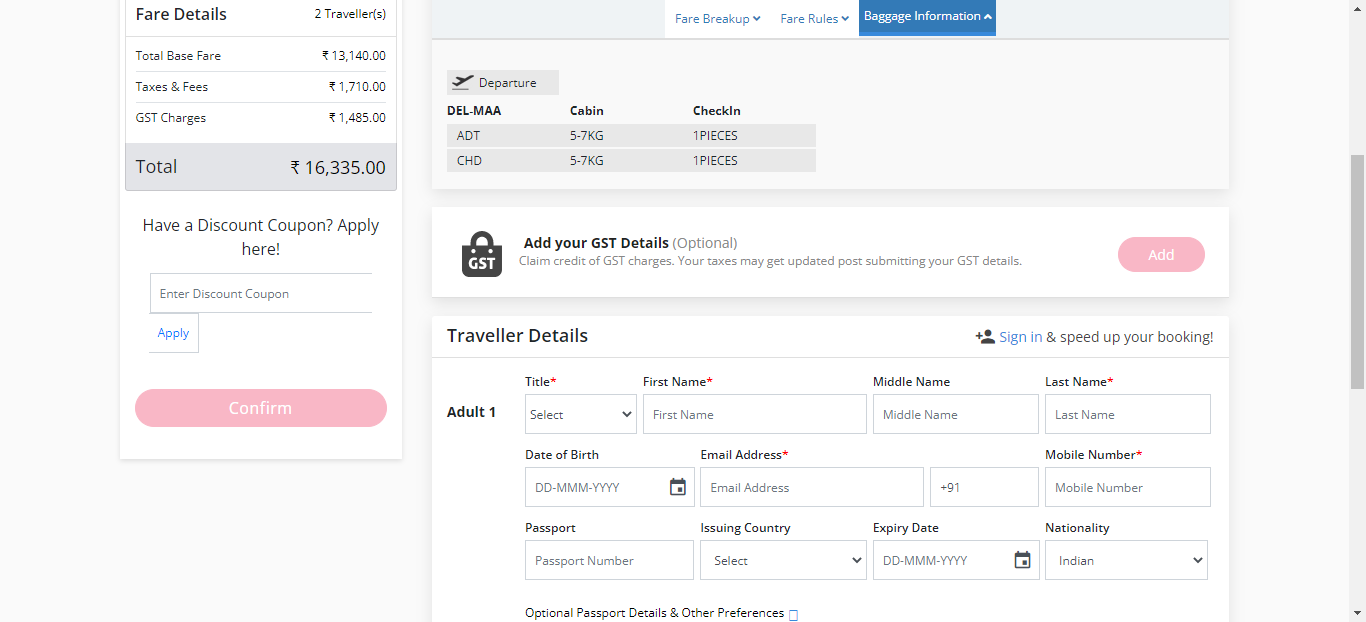 Fare Details 2 Traveller(s)
Total Base Fare ₹ 13,140.00
Taxes & Fees ₹ 1,710.00
GST Charges ₹ 1,485.00
Total ₹ 16,335.00
Have a Discount Coupon? Apply
here!
Enter Discount Coupon
Apply
Confirm
Fare Breakup Fare Rules Baggage Information
Departure
DEL-MAA Cabin CheckIn
ADT 5-7KG 1PIECES
CHD 5-7KG 1PIECES
GST
Add your GST Details (Optional)
Claim credit of GST charges. Your taxes may get updated post submitting your GST details.
Add
Traveller Details Sign in & speed up your booking!
Title* First Name* Middle Name Last Name*
Adult 1 Select First Name Middle Name Last Name
Date of Birth Email Address* Mobile Number*
DD-MMM-YYYY Email Address +91 Mobile Number
Passport Issuing Country Expiry Date Nationality
Passport Number Select DD-MMM-YYYY Indian
Optional Passport Details & Other Preferences